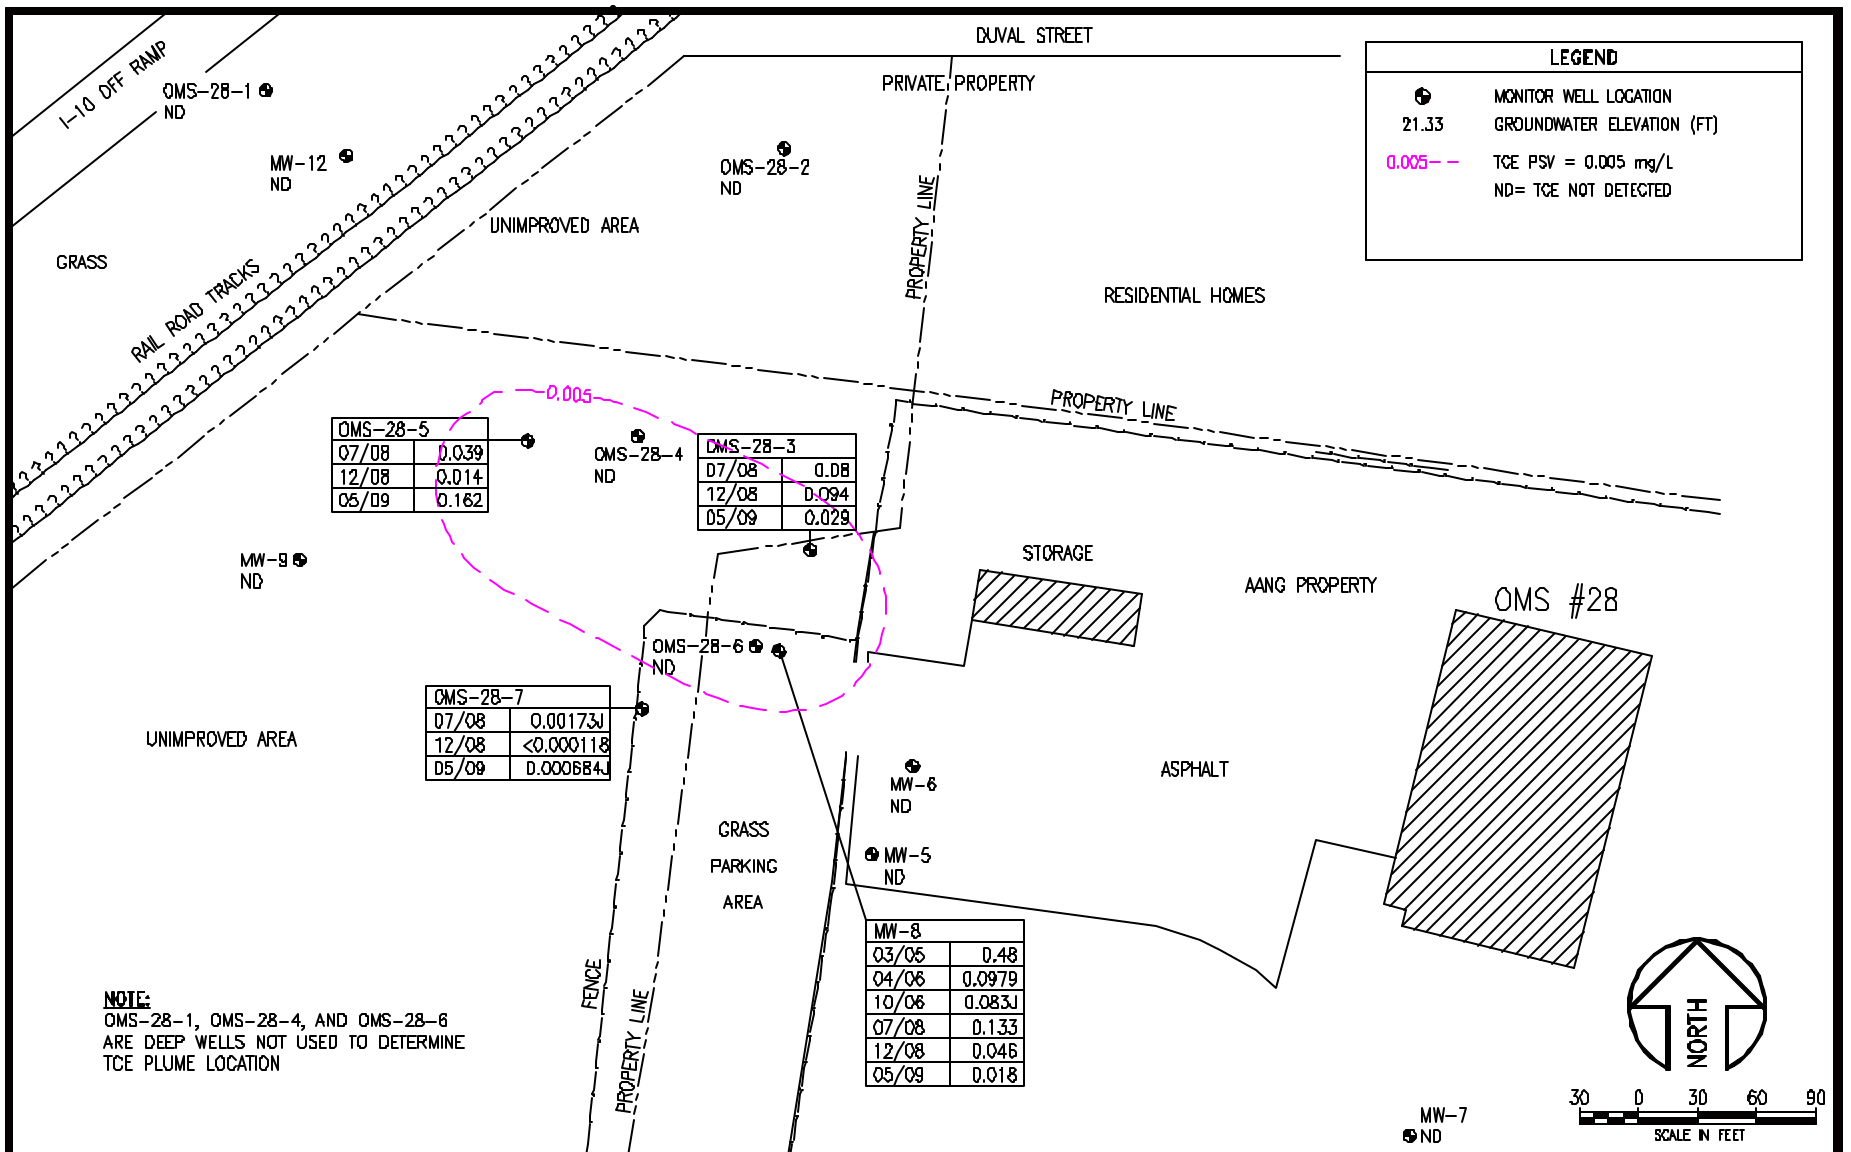 DUVAL STREET
PRIVATE PROPERTY
I-10 OFF RAMP
OMS-28-1
ND
MW-12
ND
OMS-28-2
ND
UNIMPROVED AREA
GRASS
RAIL ROAD TRACKS
PROPERTY LINE
RESIDENTIAL HOMES
LEGEND
MONITOR WELL LOCATION
21.33 GROUNDWATER ELEVATION (FT)
0.005-- TCE PSV = 0.005 mg/L
ND= TCE NOT DETECTED
0.005
PROPERTY LINE
OMS-28-5
07/08 0.039
12/08 0.014
05/09 0.162
OMS-28-4
ND
OMS-28-3
07/08 0.08
12/08 0.094
05/09 0.029
MW-9
ND
STORAGE
AANG PROPERTY
OMS #28
OMS-28-6
ND
OMS-28-7
07/08 0.00173J
12/08 <0.000118
05/09 0.000684J
UNIMPROVED AREA
MW-6
ND
ASPHALT
GRASS
PARKING
AREA
MW-5
ND
MW-8
03/05 0.48
04/06 0.0979
10/06 0.083J
07/08 0.133
12/08 0.046
05/09 0.018
FENCE
PROPERTY LINE
NOTE:
OMS-28-1, OMS-28-4, AND OMS-28-6
ARE DEEP WELLS NOT USED TO DETERMINE
TCE PLUME LOCATION
NORTH
30 0 30 60 90
SCALE IN FEET
MW-7
ND